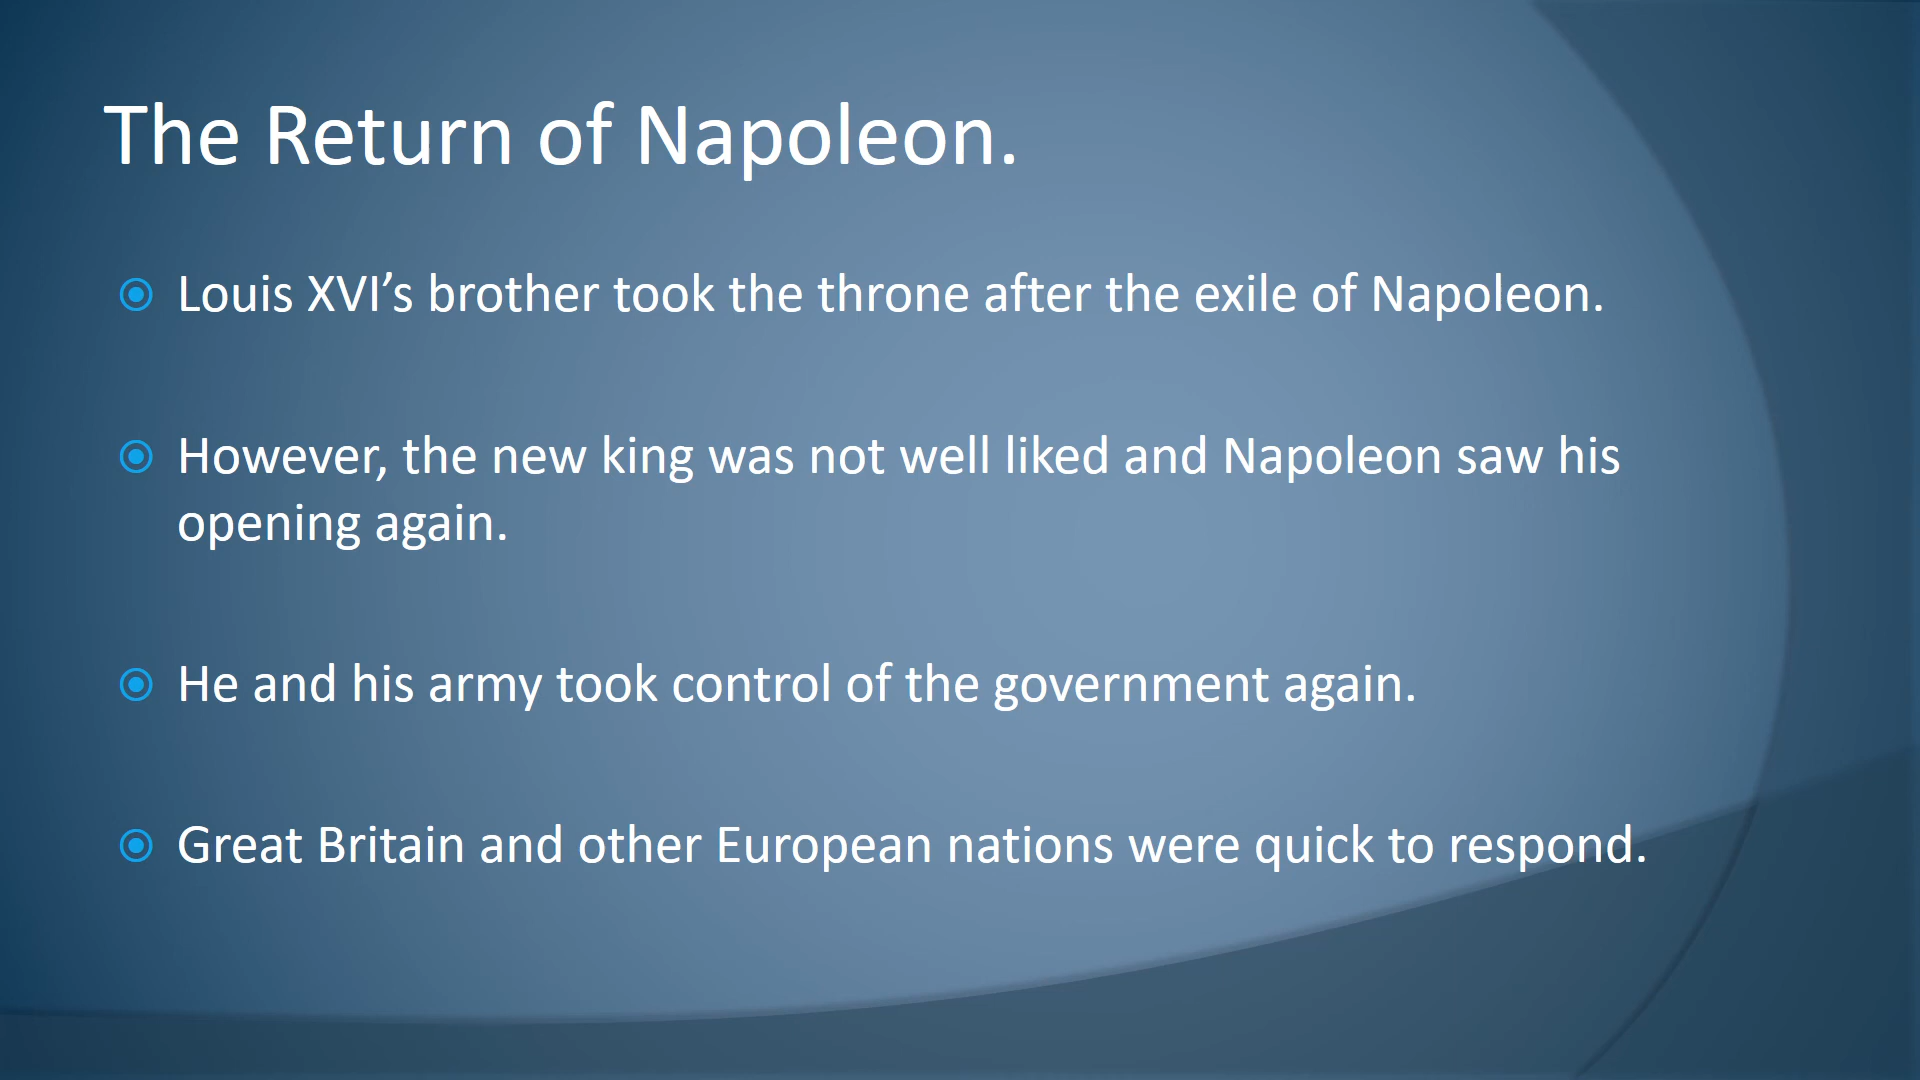 The Return of Napoleon.
Louis XVI’s brother took the throne after the exile of Napoleon.
However, the new king was not well liked and Napoleon saw his
opening again.
He and his army took control of the government again.
Great Britain and other European nations were quick to respond.